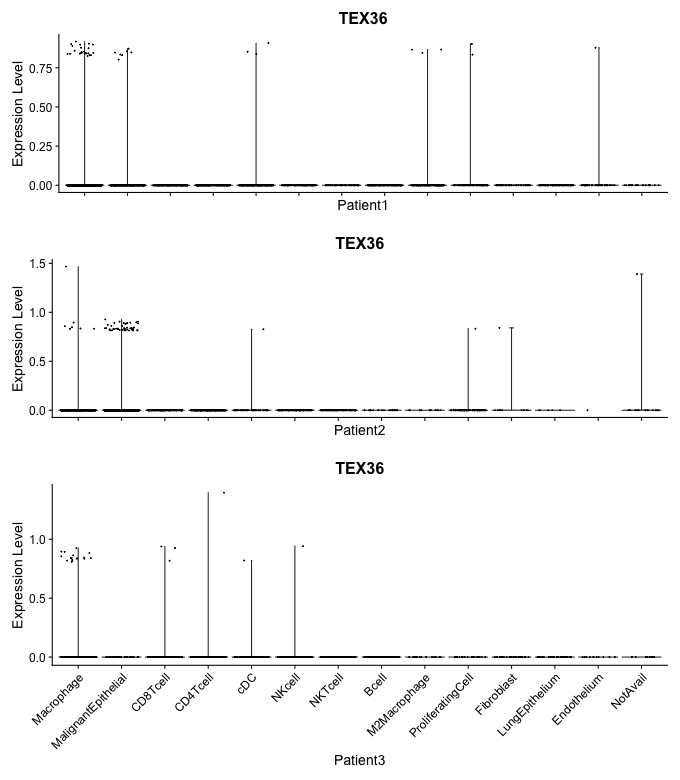 TEX36
Expression Level
0.75
0.50
0.25
0.00
Patient1
TEX36
Expression Level
1.5
1.0
0.5
0.0
Patient2
TEX36
Expression Level
1.0
0.5
0.0
Macrophage
MalignantEpithelial
CD8Tcell
CD4Tcell
cDC
NKcell
NKTcell
Bcell
M2Macrophage
ProliferatingCell
Fibroblast
LungEpithelium
Endothelium
NotAvail
Patient3